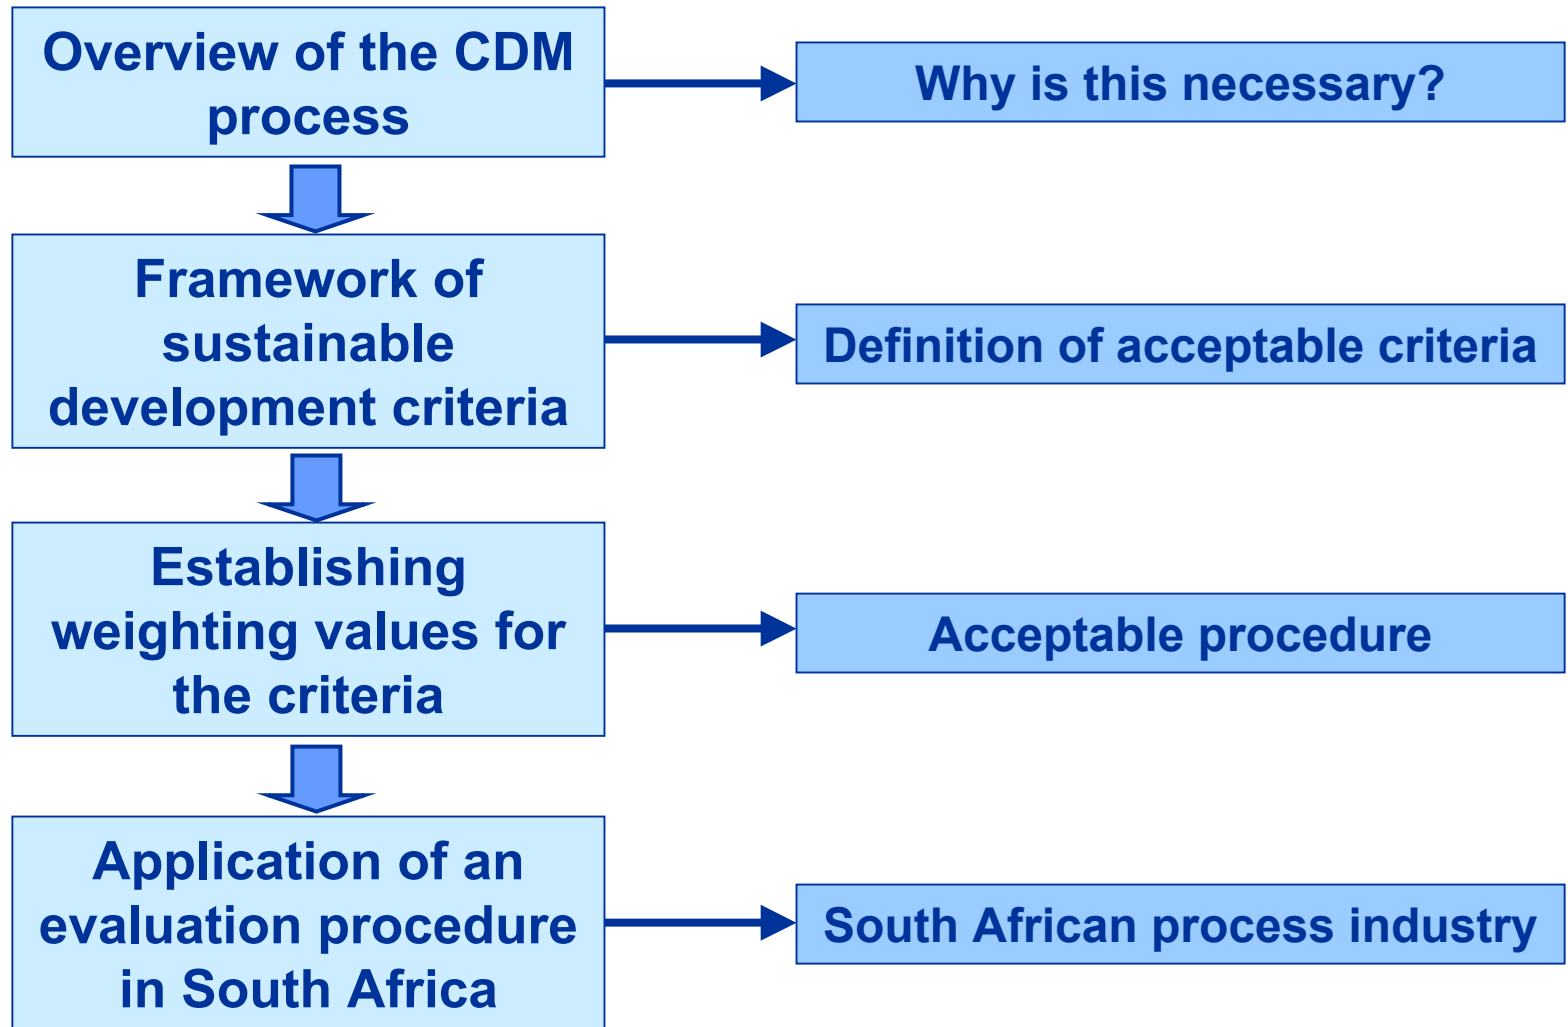 Overview of the CDM
process
Why is this necessary?
Framework of
sustainable
development criteria
Definition of acceptable criteria
Establishing
weighting values for
the criteria
Acceptable procedure
Application of an
evaluation procedure
in South Africa
South African process industry